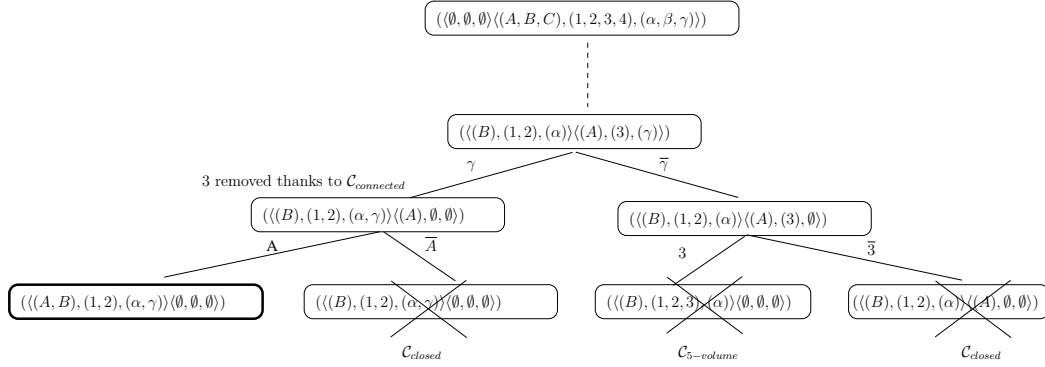 (⟨∅, ∅, ∅⟩⟨(A, B, C), (1, 2, 3, 4), (α, β, γ)⟩)
(⟨(B), (1, 2), (α)⟩⟨(A), (3), (γ)⟩)
γ
γ̅
3 removed thanks to 𝒞connected
(⟨(B), (1, 2), (α, γ)⟩⟨(A), ∅, ∅⟩)
(⟨(B), (1, 2), (α)⟩⟨(A), (3), ∅⟩)
A
A̅
3
3̅
(⟨(A, B), (1, 2), (α, γ)⟩⟨∅, ∅, ∅⟩)
(⟨(B), (1, 2), (α, γ)⟩⟨∅, ∅, ∅⟩)
(⟨(B), (1, 2, 3), (α)⟩⟨∅, ∅, ∅⟩)
(⟨(B), (1, 2), (α)⟩⟨(A), ∅, ∅⟩)
𝒞closed
𝒞5−volume
𝒞closed